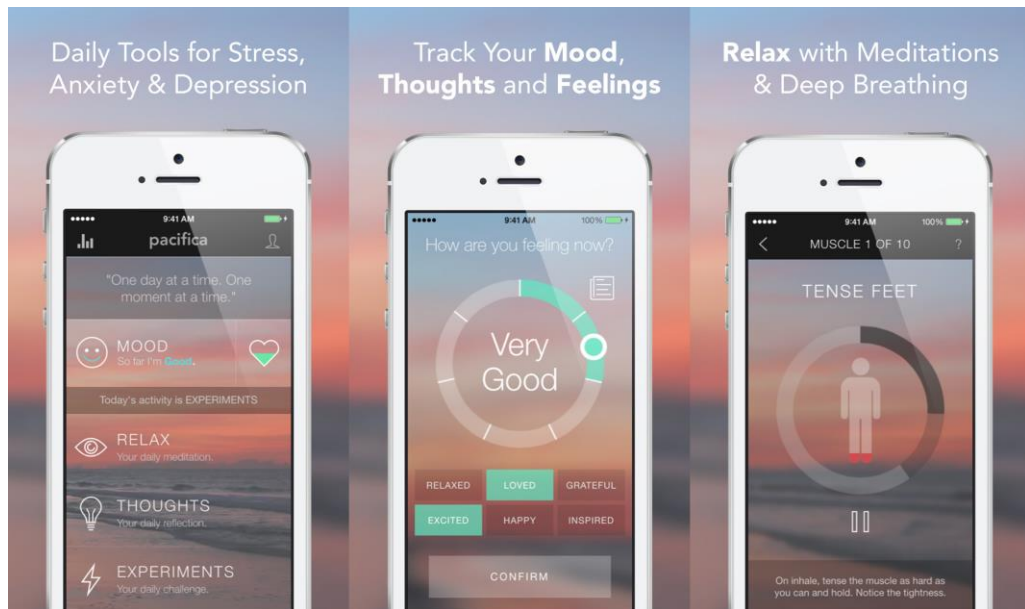 Daily Tools for Stress,
Anxiety & Depression
9:41 AM
pacifica
"One day at a time. One
moment at a time."
MOOD
So far I'm Good.
Today's activity is EXPERIMENTS
RELAX
Your daily meditation.
THOUGHTS
Your daily reflection.
EXPERIMENTS
Your daily challenge.
Track Your Mood,
Thoughts and Feelings
9:41 AM 100%
How are you feeling now?
Very
Good
RELAXED LOVED GRATEFUL
EXCITED HAPPY INSPIRED
CONFIRM
Relax with Meditations
& Deep Breathing
9:41 AM 100%
MUSCLE 1 OF 10 ?
TENSE FEET
On inhale, tense the muscle as hard as
you can and hold. Notice the tightness.